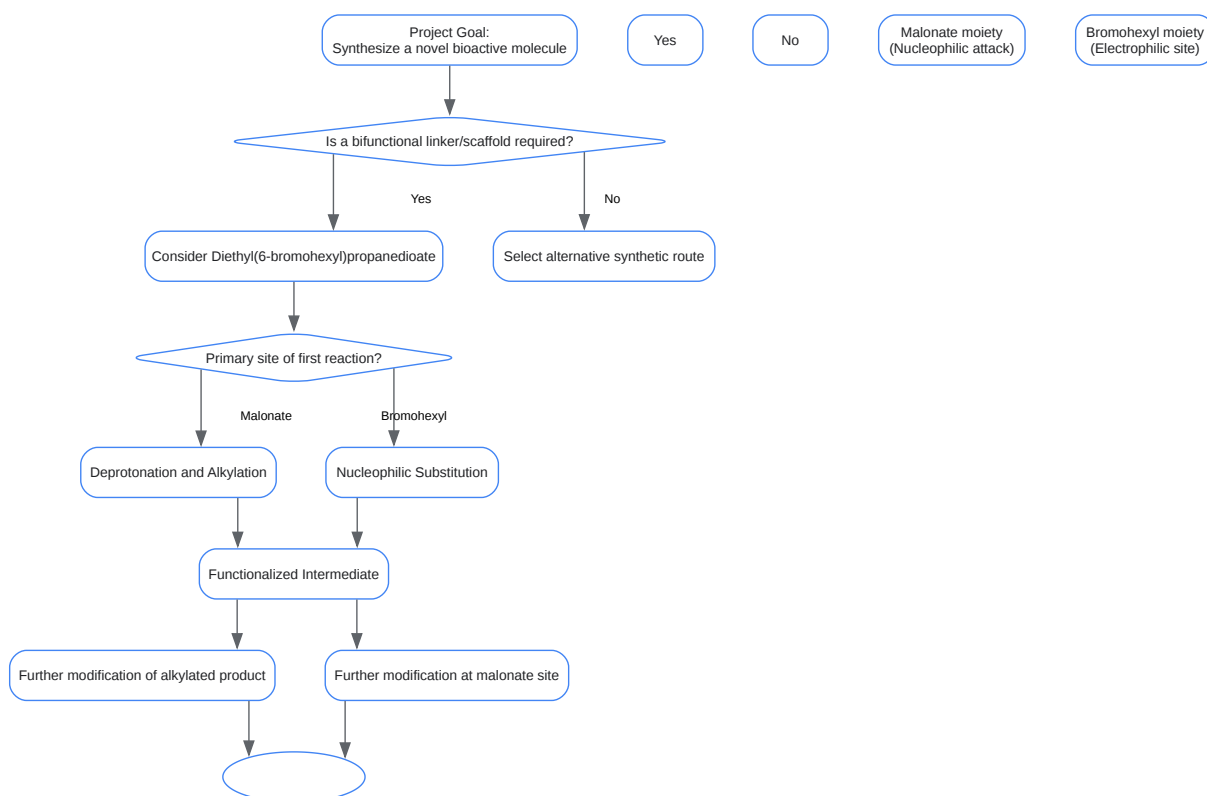 Project Goal:
Synthesize a novel bioactive molecule
Yes
No
Malonate moiety
(Nucleophilic attack)
Bromohexyl moiety
(Electrophilic site)
Is a bifunctional linker/scaffold required?
Yes
No
Consider Diethyl(6-bromohexyl)propanedioate
Select alternative synthetic route
Primary site of first reaction?
Malonate
Bromohexyl
Deprotonation and Alkylation
Nucleophilic Substitution
Functionalized Intermediate
Further modification of alkylated product
Further modification at malonate site